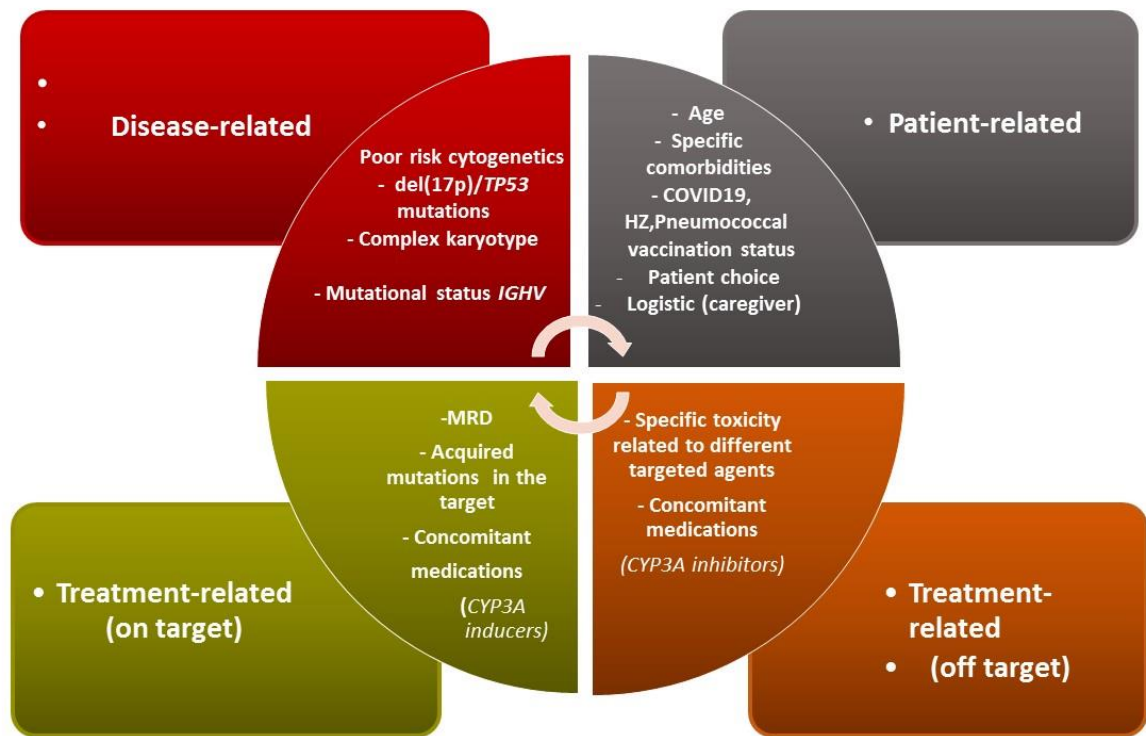 •
• Disease-related
Poor risk cytogenetics
- del(17p)/TP53
mutations
- Complex karyotype
- Mutational status IGHV
• Patient-related
- Age
- Specific
comorbidities
- COVID19,
HZ,Pneumococcal
vaccination status
- Patient choice
- Logistic (caregiver)
• Treatment-related
(on target)
-MRD
- Acquired
mutations in the
target
- Concomitant
medications
(CYP3A
inducers)
- Specific toxicity
related to different
targeted agents
- Concomitant
medications
(CYP3A inhibitors)
• Treatment-
related
• (off target)